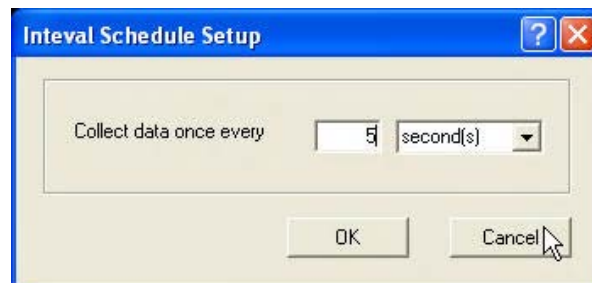 Inteval Schedule Setup
?
Collect data once every 5 second(s)
OK Cancel